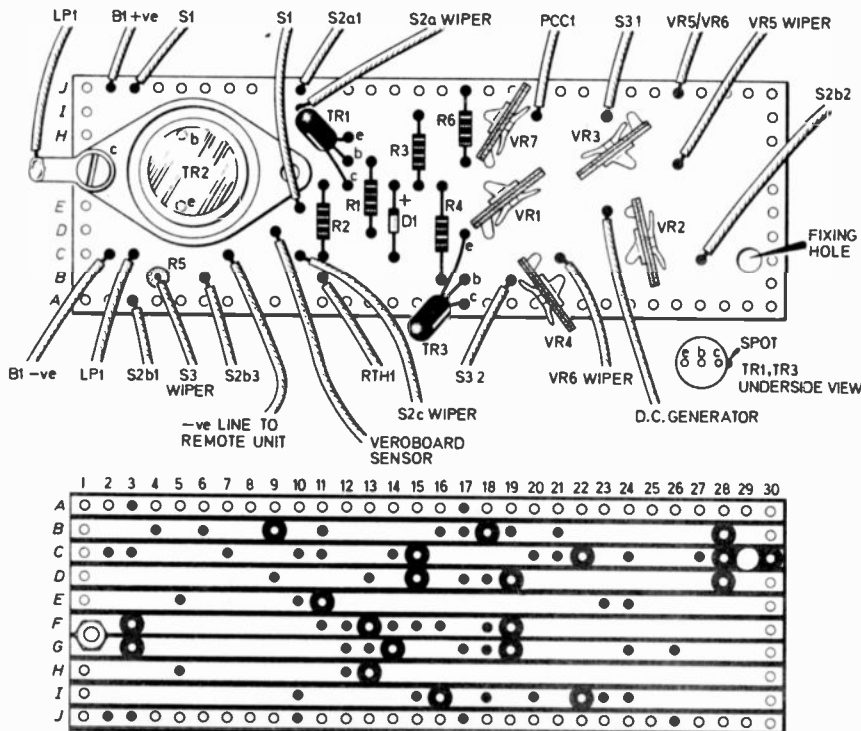 LP1 B1+ve S1 S1 S2a1 S2a WIPER PCC1 S3 1 VR5/VR6 VR5 WIPER
S2b2
J
I
H
E
D
C
B
A
c
b
TR2
e
TR1
e
b
c
R6
R3
VR7
VR3
R2
R1
+
D1
R4
VR1
VR2
e
b
c
R5
TR3
VR4
FIXING
HOLE
B1-ve LP1 S2b1 S3
WIPER
S2b3
RTH1
S2c WIPER
S3 2
VR6 WIPER
D.C. GENERATOR
-ve LINE TO
REMOTE UNIT
VEROBOARD
SENSOR
e b c
SPOT
TR1,TR3
UNDERSIDE VIEW
1 2 3 4 5 6 7 8 9 10 11 12 13 14 15 16 17 18 19 20 21 22 23 24 25 26 27 28 29 30
A
B
C
D
E
F
G
H
I
J